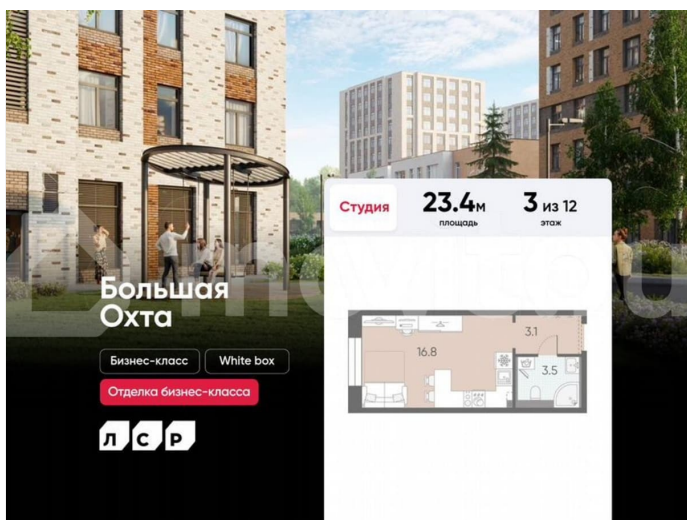 Студия
23.4м
площадь
3 из 12
этаж
Большая
Охта
Бизнес-класс
White box
Отделка бизнес-класса
ЛСР
16.8
3.1
3.5